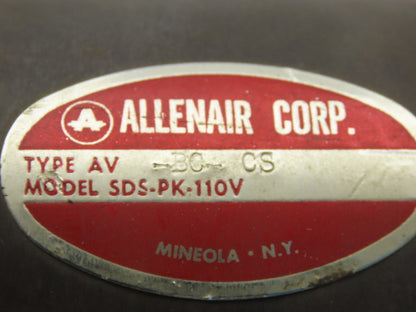 ALLENAIR CORP.
TYPE AV -BC- CS
MODEL SDS-PK-110V
MINEOLA · N.Y.